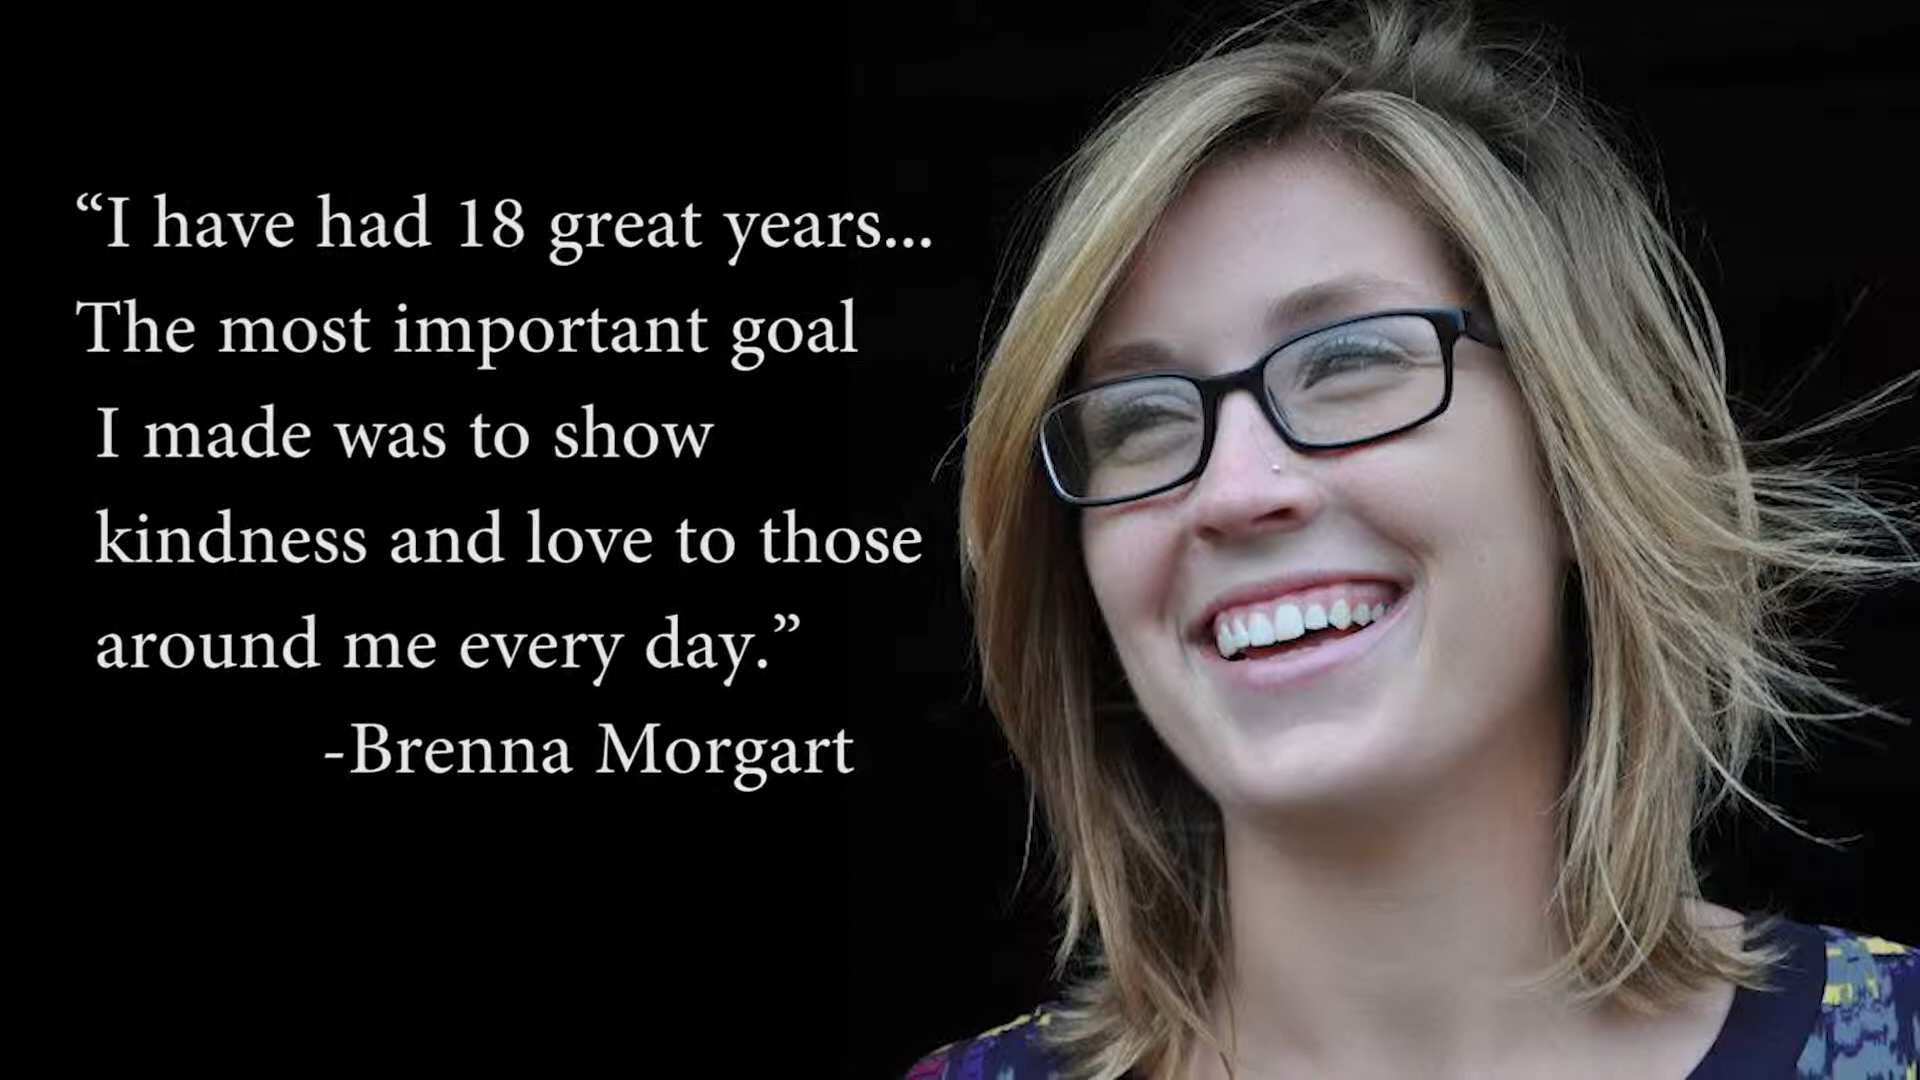 “I have had 18 great years...
The most important goal
I made was to show
kindness and love to those
around me every day.”
-Brenna Morgart